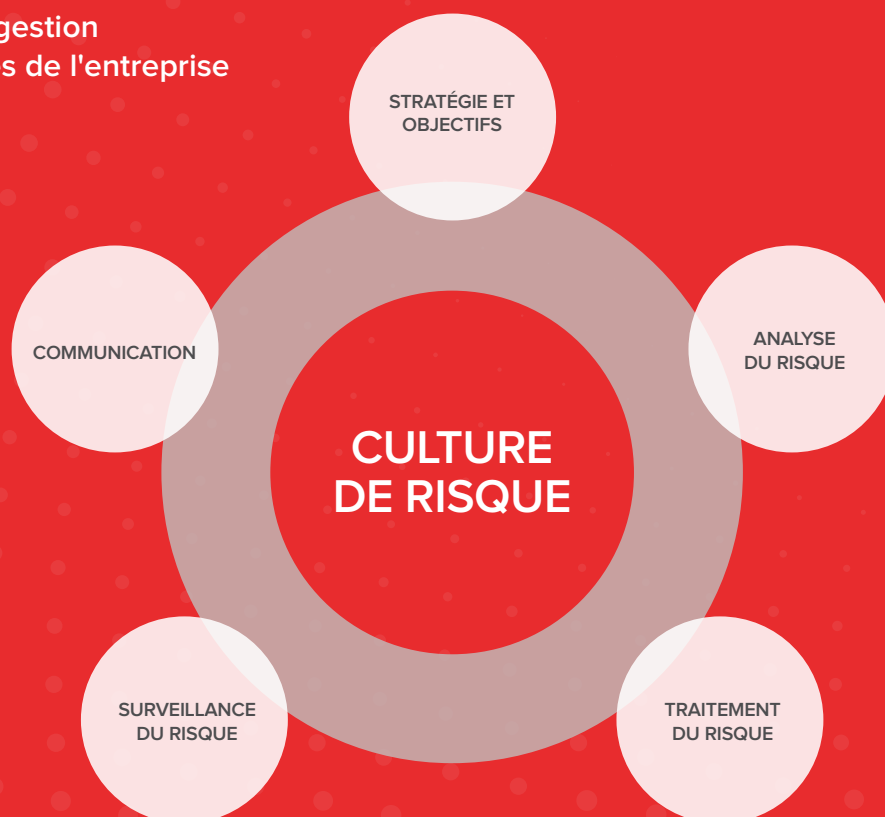 gestion
s de l'entreprise
STRATÉGIE ET
OBJECTIFS
COMMUNICATION
ANALYSE
DU RISQUE
CULTURE
DE RISQUE
SURVEILLANCE
DU RISQUE
TRAITEMENT
DU RISQUE